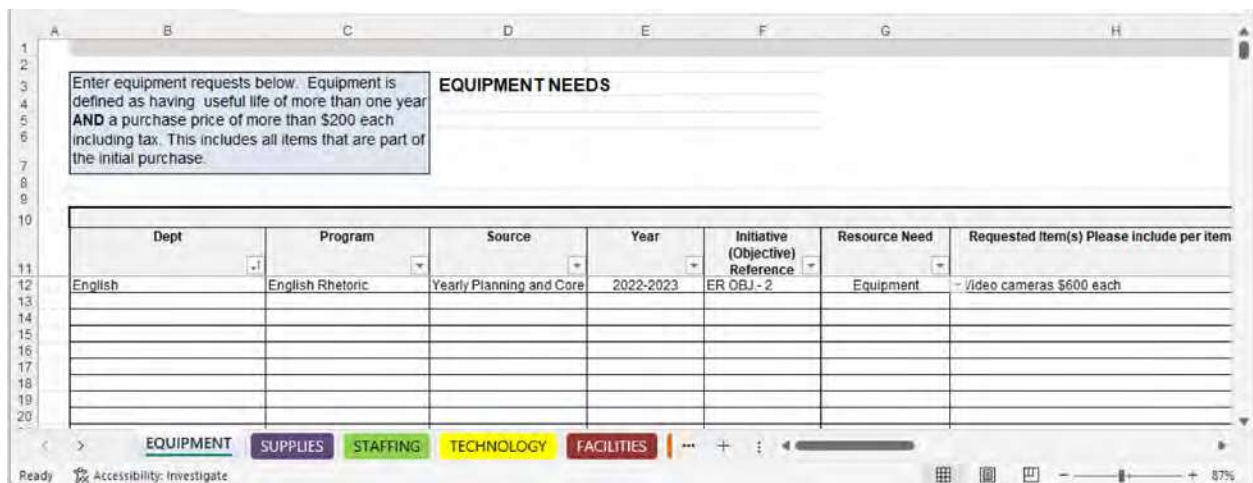 A B C D E F G H
1
2
3
4
5
6
7
8
9
10
11
12
13
14
15
16
17
18
19
20
Enter equipment requests below. Equipment is
defined as having useful life of more than one year
AND a purchase price of more than $200 each
including tax. This includes all items that are part of
the initial purchase.
EQUIPMENT NEEDS
Dept Program Source Year Initiative (Objective) Reference Resource Need Requested Item(s) Please include per item
English English Rhetoric Yearly Planning and Core 2022-2023 ER OBJ.- 2 Equipment Video cameras $600 each
EQUIPMENT SUPPLIES STAFFING TECHNOLOGY FACILITIES ...
Ready Accessibility: Investigate 87%